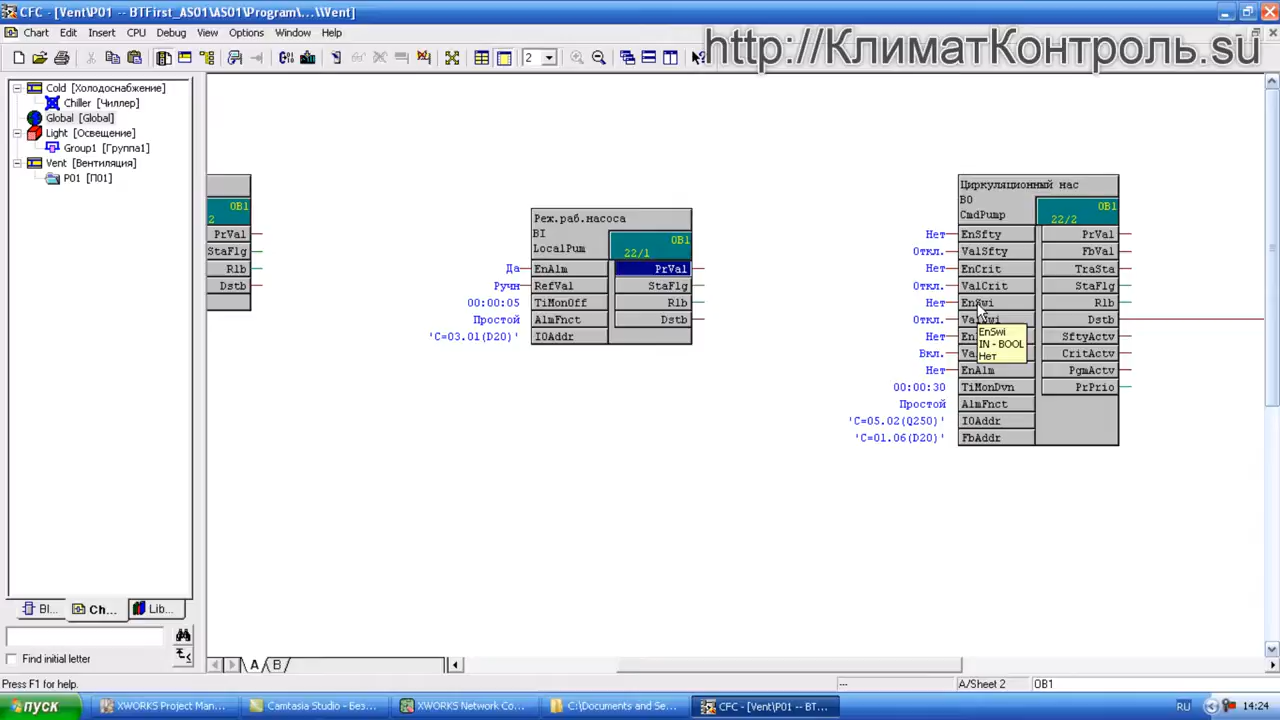 CFC - [Vent\P01 -- BTFirst_AS01\AS01\Program\...\\Vent]
Chart Edit Insert CPU Debug View Options Window Help
http://КлиматКонтроль.su
2
Cold [Холодоснабжение]
Chiller [Чиллер]
Global [Global]
Light [Освещение]
Group1 [Группа1]
Vent [Вентиляция]
P01 [П01]
OB1
2
PrVal
StaFlg
Rlb
Dstb
Реж.раб.насоса
BI
LocalPum
OB1
22/1
Да EnAlm PrVal
Ручн RefVal StaFlg
00:00:05 TiMonOff Rlb
Простой AlmFnct Dstb
'C=03.01(D20)' IOAddr
Циркуляционный нас
BO
CmdPump
OB1
22/2
Нет EnSfty PrVal
Откл. ValSfty FbVal
Нет EnCrit TraSta
Откл. ValCrit StaFlg
Нет EnSwi Rlb
Откл. ValSwi Dstb
Нет SftyActv
Вкл. CritActv
Нет EnAlm PgmActv
00:00:30 TiMonDvn PrPrio
Простой AlmFnct
'C=05.02(Q250)' IOAddr
'C=01.06(D20)' FbAddr
EnSwi
IN - BOOL
Нет
Bl... Ch... Lib...
Find initial letter
A B
Press F1 for help.
--- A/Sheet 2 OB1
пуск XWORKS Project Man... Camtasia Studio - Без... XWORKS Network Co... C:\Documents and Se... CFC - [Vent\P01 -- BT... RU 14:24